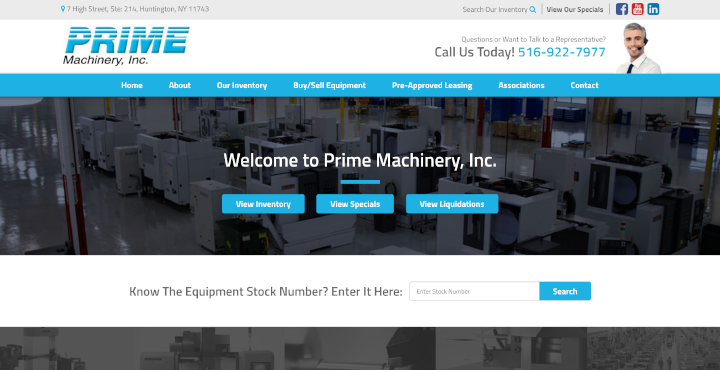 7 High Street, Ste: 214, Huntington, NY 11743
Search Our Inventory
View Our Specials
You Tube
PRIME
Machinery, Inc.
Questions or Want to Talk to a Representative?
Call Us Today! 516-922-7977
Home About Our Inventory Buy/Sell Equipment Pre-Approved Leasing Associations Contact
Welcome to Prime Machinery, Inc.
View Inventory View Specials View Liquidations
Know The Equipment Stock Number? Enter It Here: Enter Stock Number Search